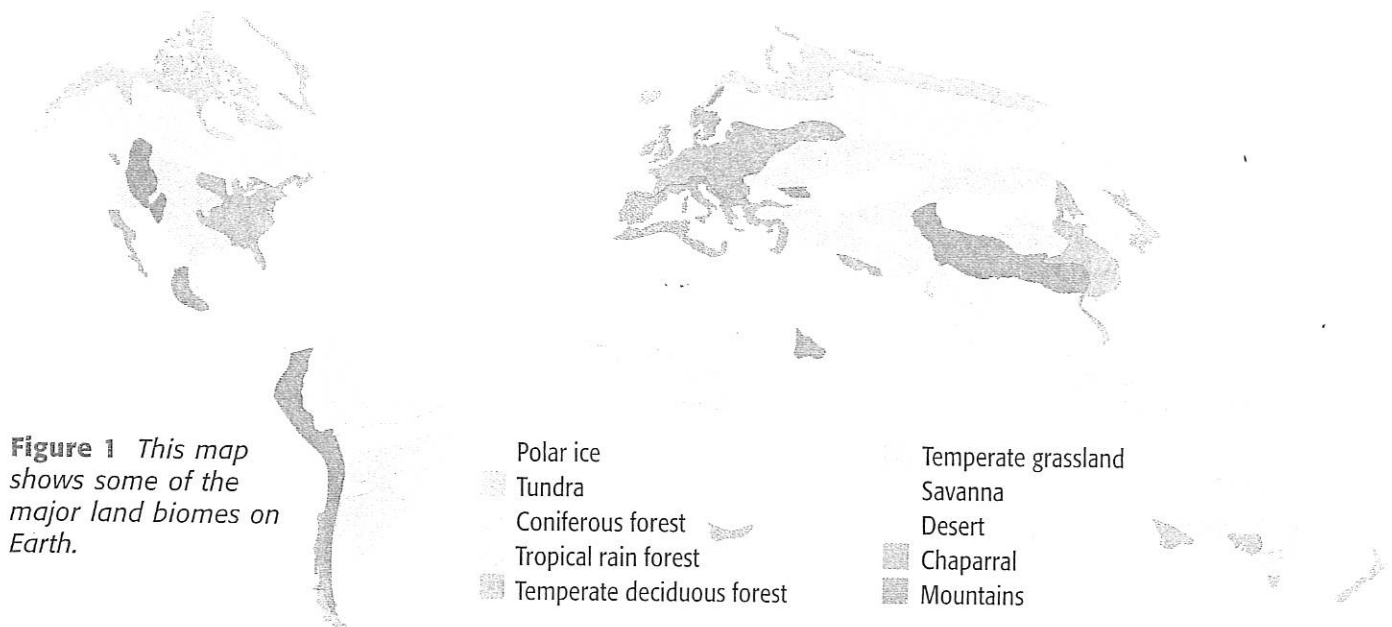 Figure 1 This map
shows some of the
major land biomes on
Earth.
Polar ice
Tundra
Coniferous forest
Tropical rain forest
Temperate deciduous forest
Temperate grassland
Savanna
Desert
Chaparral
Mountains